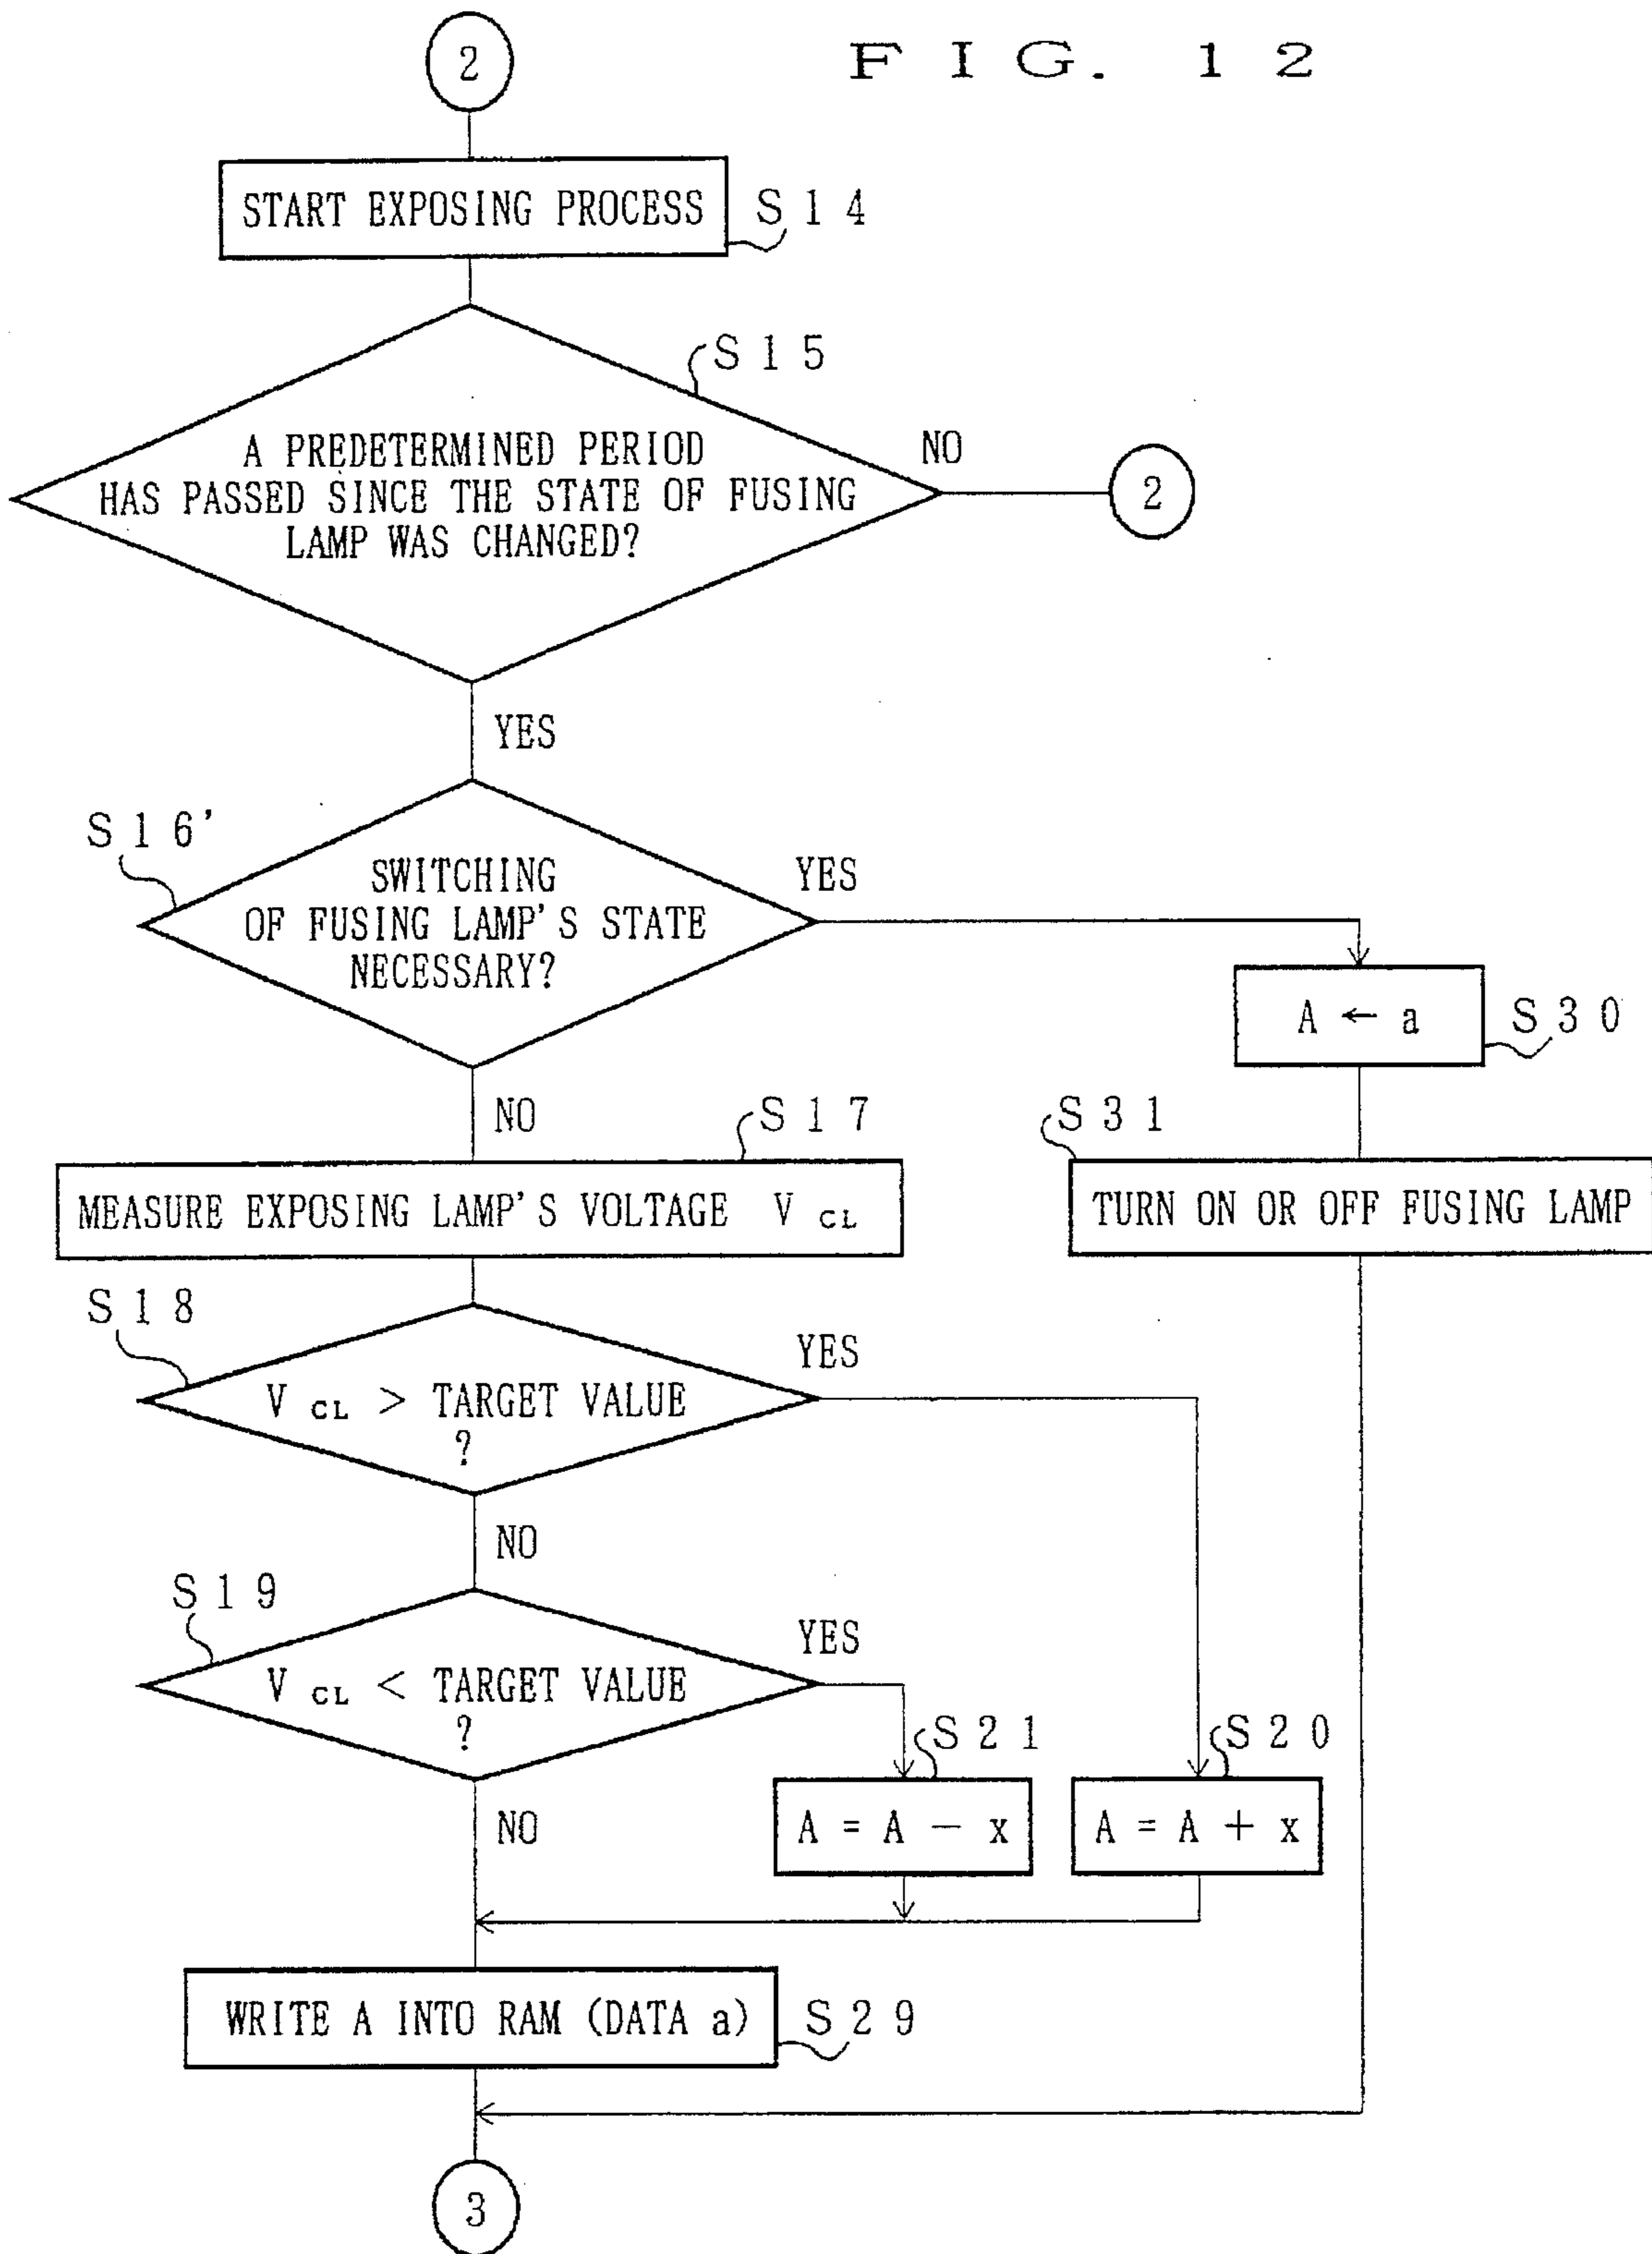 2
F I G. 1 2
START EXPOSING PROCESS
S 1 4
S 1 5
A PREDETERMINED PERIOD
HAS PASSED SINCE THE STATE OF FUSING
LAMP WAS CHANGED?
NO
2
YES
S 1 6'
SWITCHING
OF FUSING LAMP'S STATE
NECESSARY?
YES
A ← a
S 3 0
NO
S 1 7
S 3 1
MEASURE EXPOSING LAMP'S VOLTAGE V CL
TURN ON OR OFF FUSING LAMP
S 1 8
V CL > TARGET VALUE
?
YES
NO
S 1 9
V CL < TARGET VALUE
?
YES
S 2 1
S 2 0
A = A - x
A = A + x
NO
WRITE A INTO RAM (DATA a)
S 2 9
3